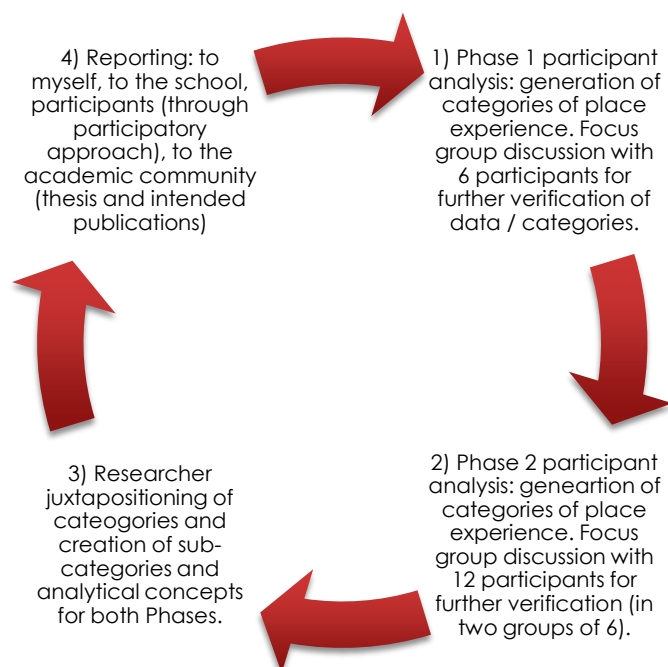 4) Reporting: to
myself, to the school,
participants (through
participatory
approach), to the
academic community
(thesis and intended
publications)
1) Phase 1 participant
analysis: generation of
categories of place
experience. Focus
group discussion with
6 participants for
further verification of
data / categories.
2) Phase 2 participant
analysis: geneartion of
categories of place
experience. Focus
group discussion with
12 participants for
further verification (in
two groups of 6).
3) Researcher
juxtapositioning of
cateogories and
creation of sub-
categories and
analytical concepts
for both Phases.